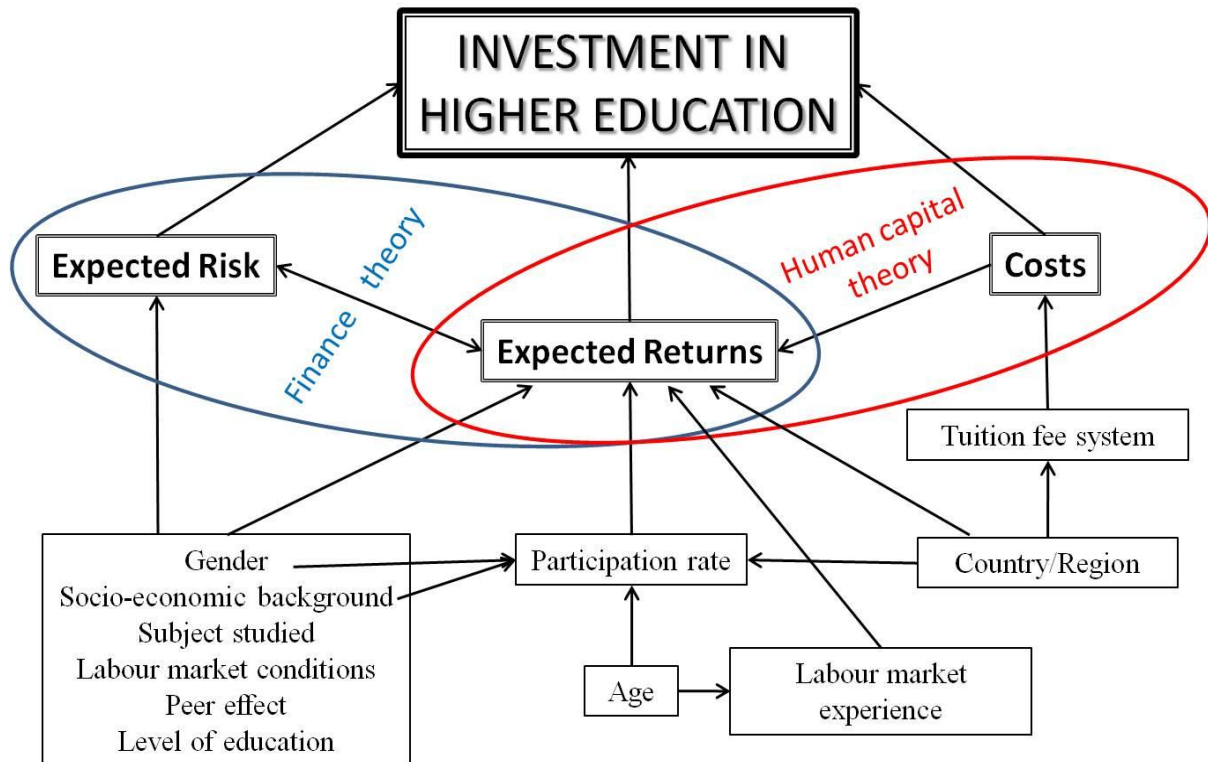 INVESTMENT IN
HIGHER EDUCATION
Finance theory
Human capital
theory
Expected Risk
Costs
Expected Returns
Tuition fee system
Gender
Socio-economic background
Subject studied
Labour market conditions
Peer effect
Level of education
Participation rate
Country/Region
Age
Labour market
experience